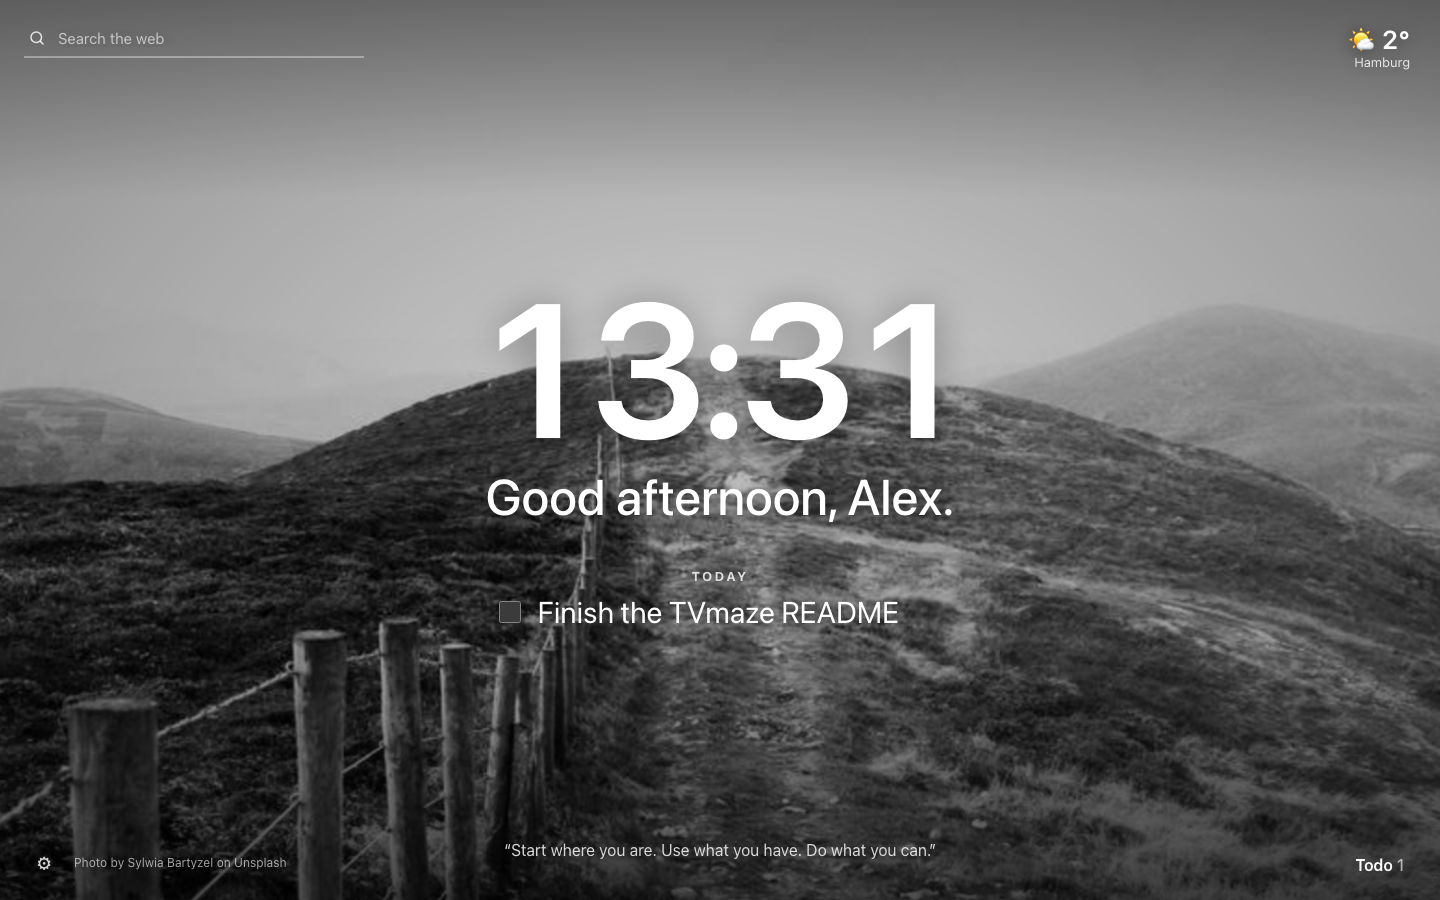 Search the web
2°
Hamburg
13:31
Good afternoon, Alex.
TODAY
Finish the TVmaze README
“Start where you are. Use what you have. Do what you can.”
Photo by Sylwia Bartyzel on Unsplash
Todo 1